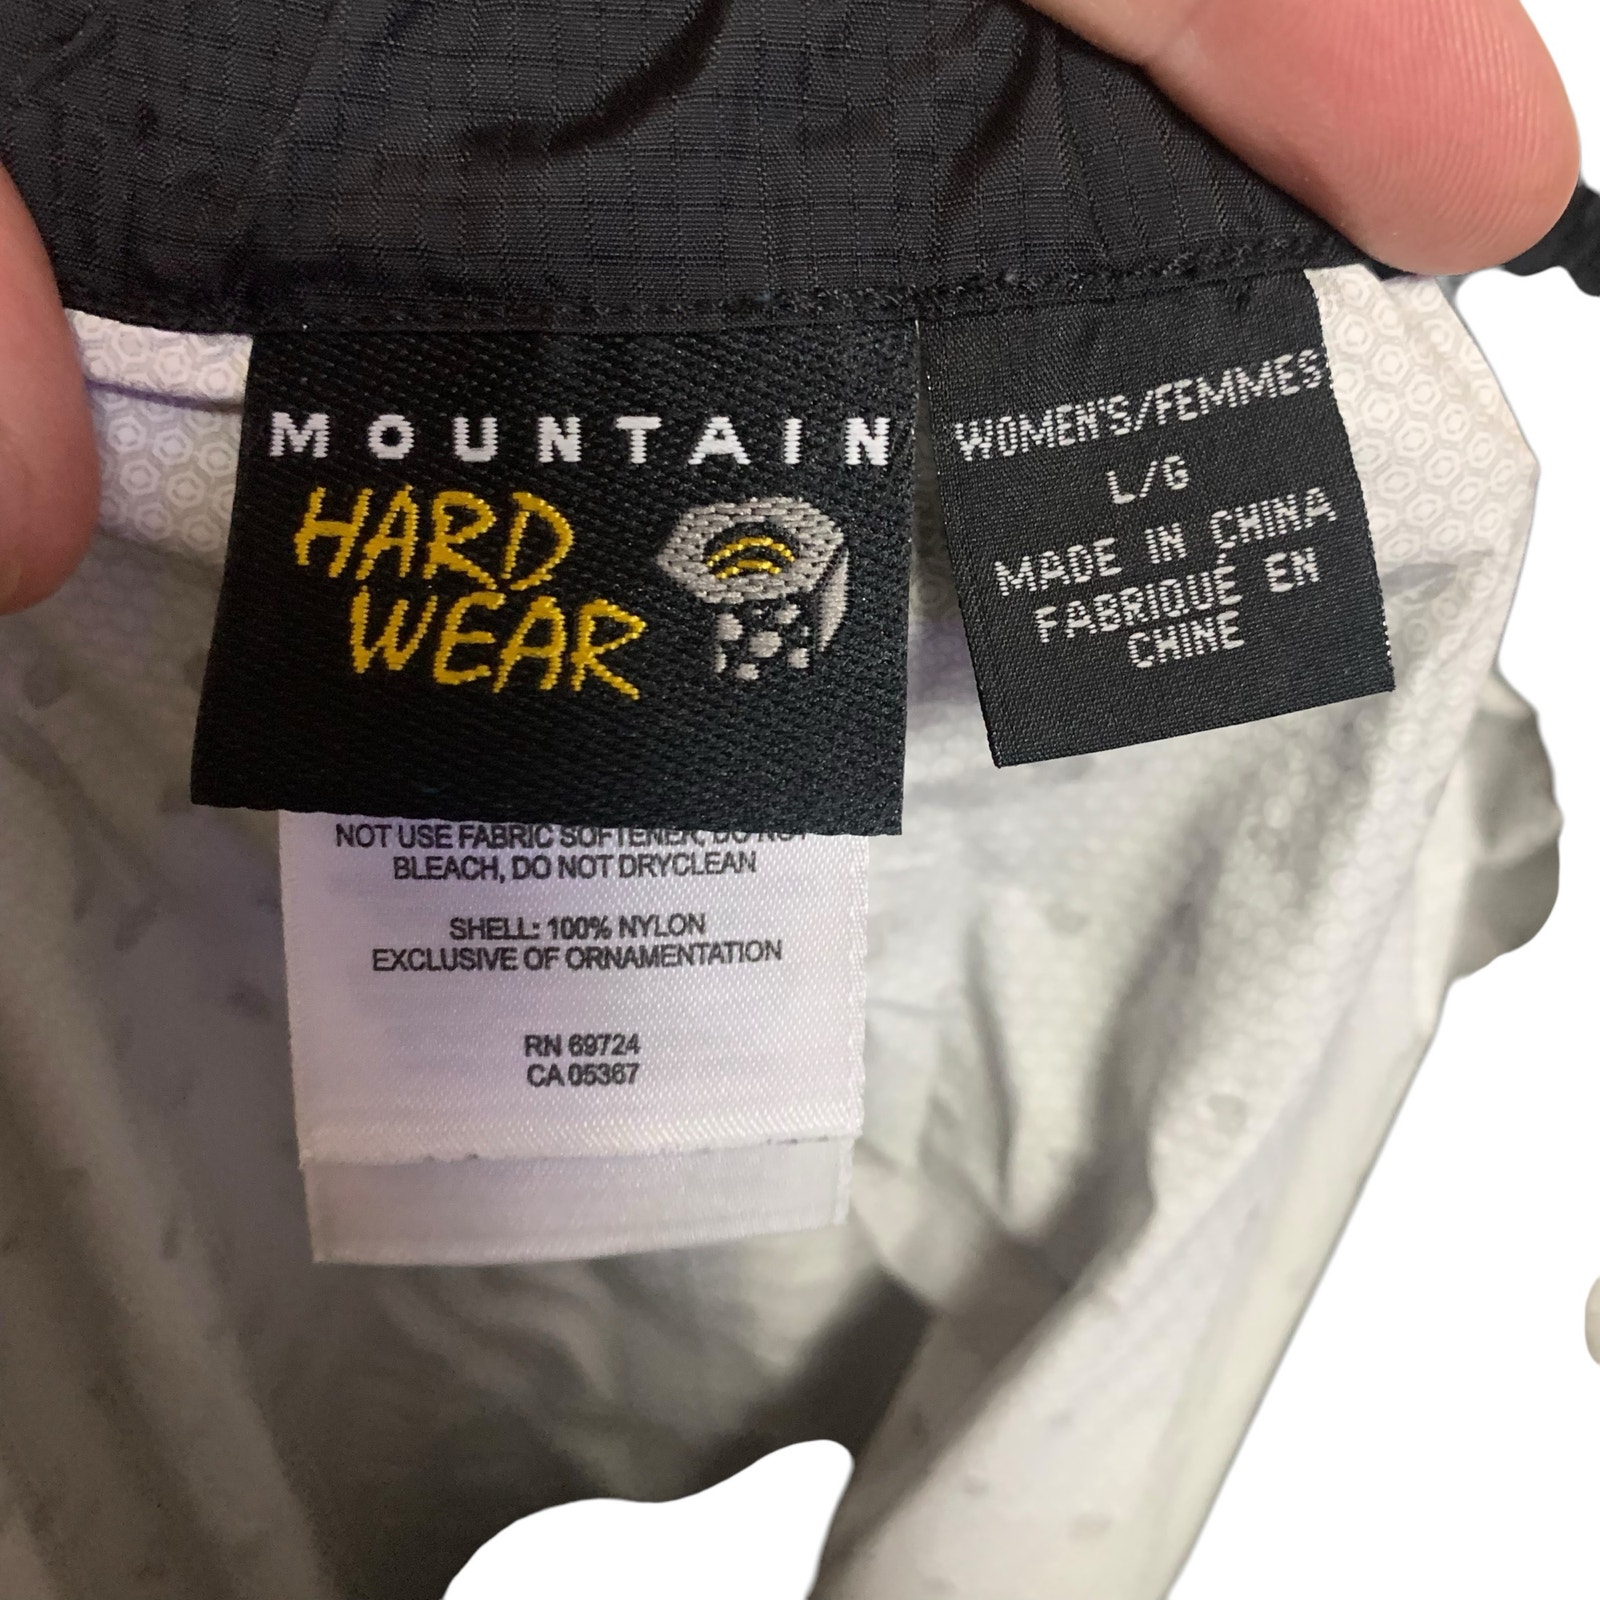 MOUNTAIN
HARD
WEAR
WOMEN'S/FEMMES
L/G
MADE IN CHINA
FABRIQUÉ EN
CHINE
NOT USE FABRIC SOFTENER, DO NOT
BLEACH, DO NOT DRYCLEAN
SHELL: 100% NYLON
EXCLUSIVE OF ORNAMENTATION
RN 69724
CA 05367